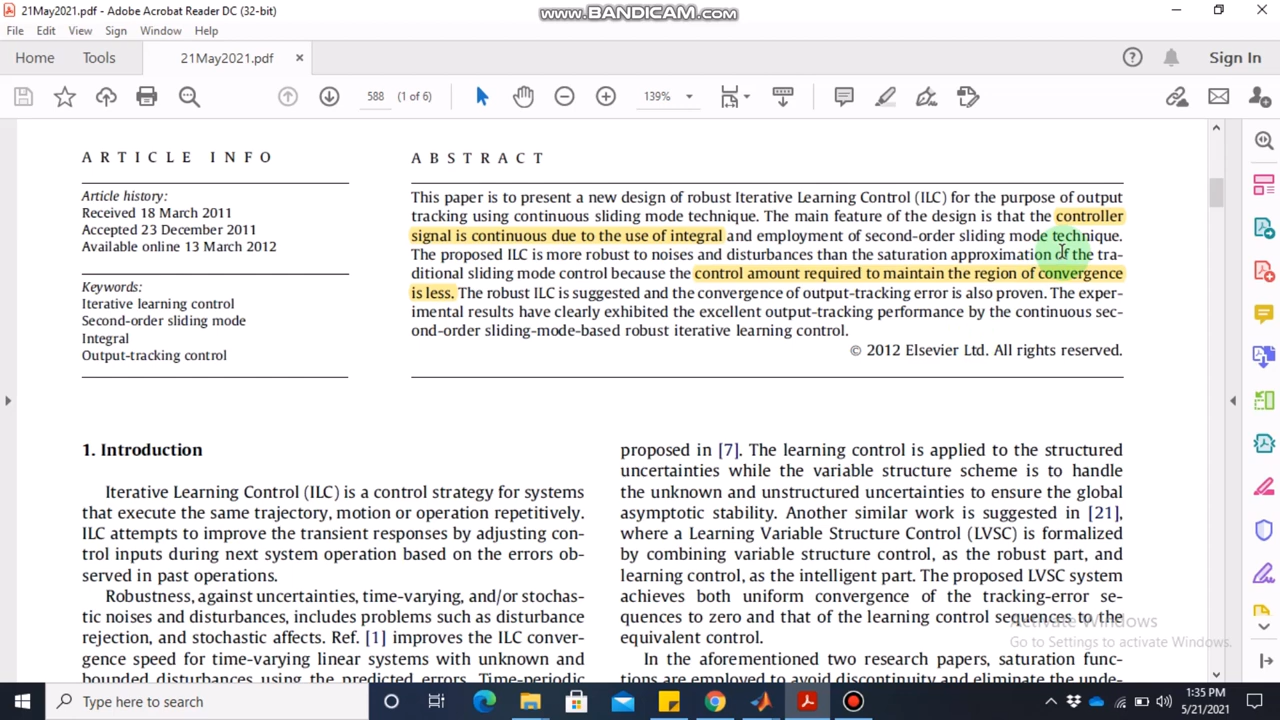 21May2021.pdf - Adobe Acrobat Reader DC (32-bit)
www.BANDICAM.com
File Edit View Sign Window Help
Home Tools 21May2021.pdf × Sign In
588 (1 of 6) 139%
ARTICLE INFO
Article history:
Received 18 March 2011
Accepted 23 December 2011
Available online 13 March 2012
Keywords:
Iterative learning control
Second-order sliding mode
Integral
Output-tracking control
ABSTRACT
This paper is to present a new design of robust Iterative Learning Control (ILC) for the purpose of output
tracking using continuous sliding mode technique. The main feature of the design is that the controller
signal is continuous due to the use of integral and employment of second-order sliding mode technique.
The proposed ILC is more robust to noises and disturbances than the saturation approximation of the tra-
ditional sliding mode control because the control amount required to maintain the region of convergence
is less. The robust ILC is suggested and the convergence of output-tracking error is also proven. The exper-
imental results have clearly exhibited the excellent output-tracking performance by the continuous sec-
ond-order sliding-mode-based robust iterative learning control.
© 2012 Elsevier Ltd. All rights reserved.
1. Introduction
Iterative Learning Control (ILC) is a control strategy for systems
that execute the same trajectory, motion or operation repetitively.
ILC attempts to improve the transient responses by adjusting con-
trol inputs during next system operation based on the errors ob-
served in past operations.
Robustness, against uncertainties, time-varying, and/or stochas-
tic noises and disturbances, includes problems such as disturbance
rejection, and stochastic affects. Ref. [1] improves the ILC conver-
gence speed for time-varying linear systems with unknown and
bounded disturbances using the predicted errors. Time-periodic
proposed in [7]. The learning control is applied to the structured
uncertainties while the variable structure scheme is to handle
the unknown and unstructured uncertainties to ensure the global
asymptotic stability. Another similar work is suggested in [21],
where a Learning Variable Structure Control (LVSC) is formalized
by combining variable structure control, as the robust part, and
learning control, as the intelligent part. The proposed LVSC system
achieves both uniform convergence of the tracking-error se-
quences to zero and that of the learning control sequences to the
equivalent control.
In the aforementioned two research papers, saturation func-
tions are employed to avoid discontinuity and eliminate the unde-
Activate Windows
Go to Settings to activate Windows.
Type here to search
1:35 PM
5/21/2021